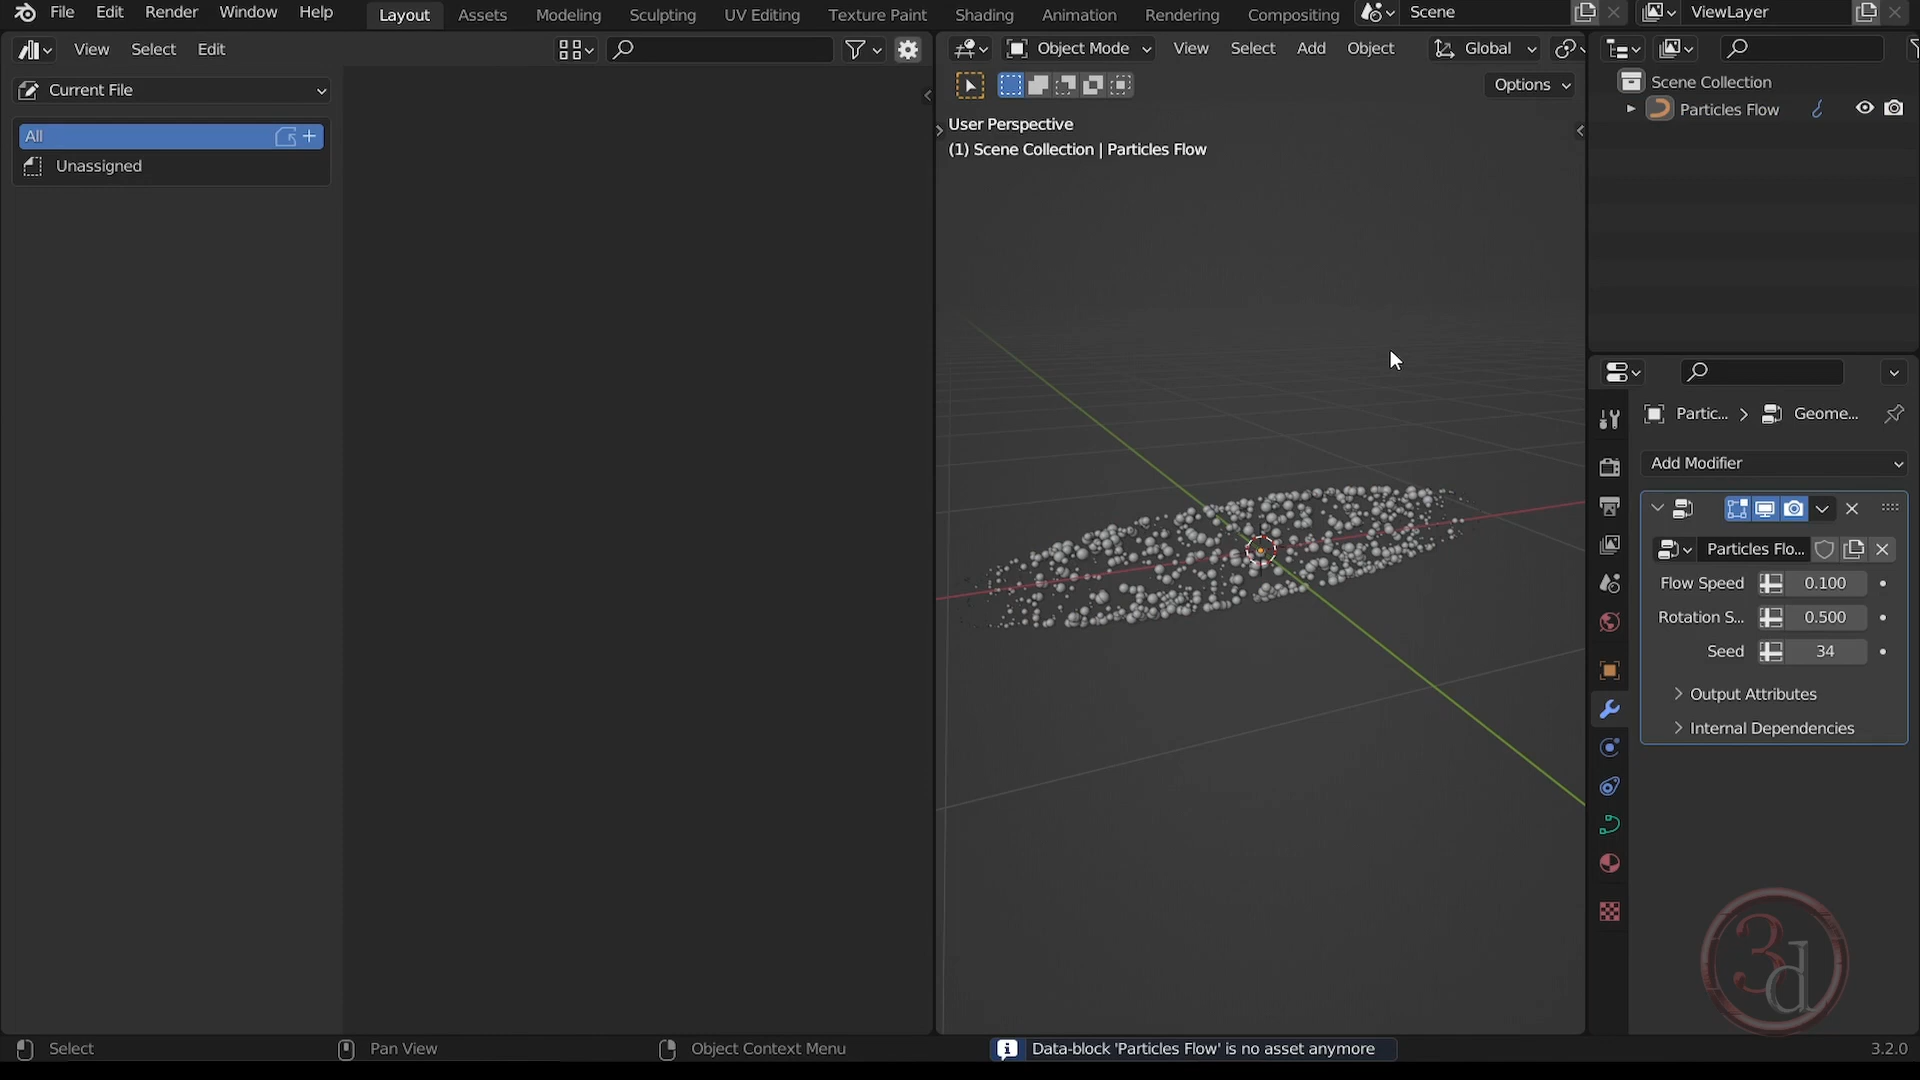 File Edit Render Window Help Layout Assets Modeling Sculpting UV Editing Texture Paint Shading Animation Rendering Compositing Scene ViewLayer
View Select Edit
Object Mode View Select Add Object Global
Current File
Options
All
Unassigned
User Perspective
(1) Scene Collection | Particles Flow
Scene Collection
Particles Flow
Partic... Geome...
Add Modifier
Particles Flo...
Flow Speed 0.100
Rotation S... 0.500
Seed 34
Output Attributes
Internal Dependencies
3d
Select Pan View Object Context Menu Data-block 'Particles Flow' is no asset anymore 3.2.0